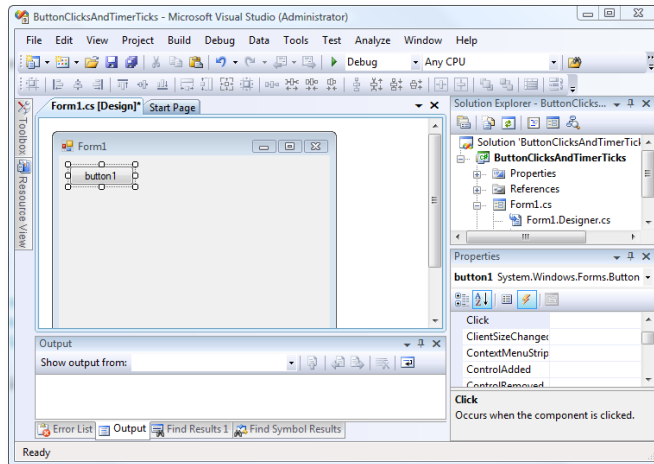 ButtonClicksAndTimerTicks - Microsoft Visual Studio (Administrator)
File Edit View Project Build Debug Data Tools Test Analyze Window Help
Debug Any CPU
Toolbox
Resource View
Form1.cs [Design]* Start Page
Form1
button1
Solution Explorer - ButtonClicks...
Solution 'ButtonClicksAndTimerTick
ButtonClicksAndTimerTicks
Properties
References
Form1.cs
Form1.Designer.cs
Properties
button1 System.Windows.Forms.Button
Click
ClientSizeChanged
ContextMenuStrip
ControlAdded
ControlRemoved
Click
Occurs when the component is clicked.
Output
Show output from:
Error List Output Find Results 1 Find Symbol Results
Ready